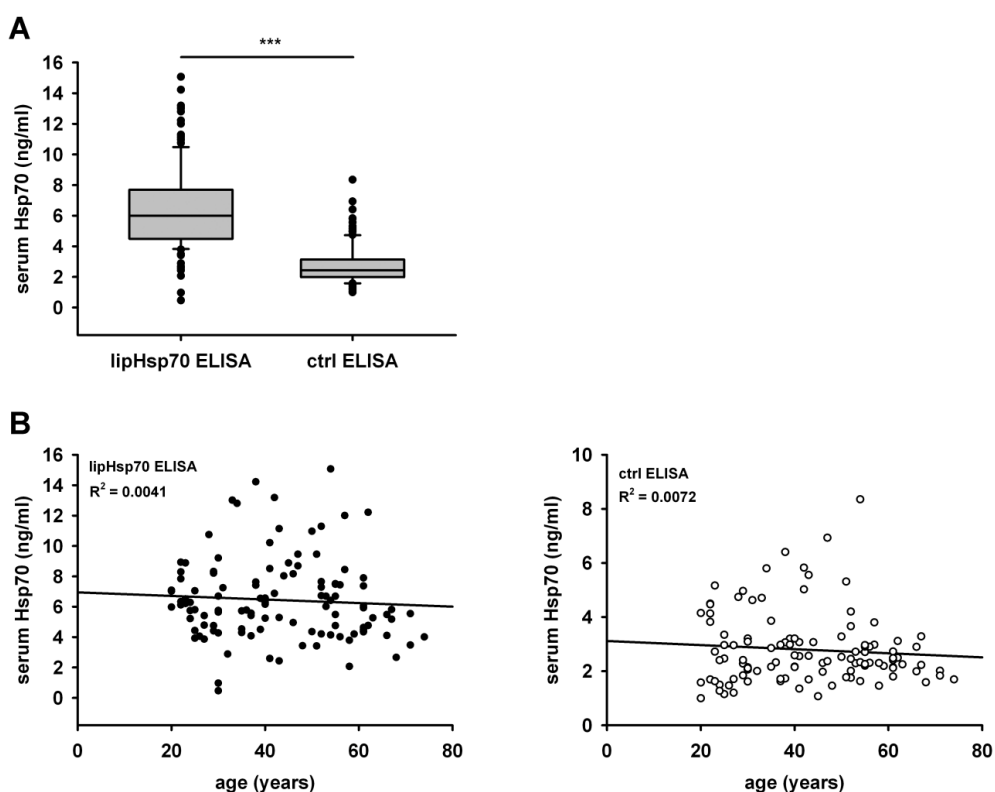 A
***
16
14
12
10
8
6
4
2
0
serum Hsp70 (ng/ml)
lipHsp70 ELISA
ctrl ELISA
B
16
14
12
10
8
6
4
2
0
serum Hsp70 (ng/ml)
lipHsp70 ELISA
R² = 0.0041
0 20 40 60 80
age (years)
10
8
6
4
2
0
serum Hsp70 (ng/ml)
ctrl ELISA
R² = 0.0072
0 20 40 60 80
age (years)